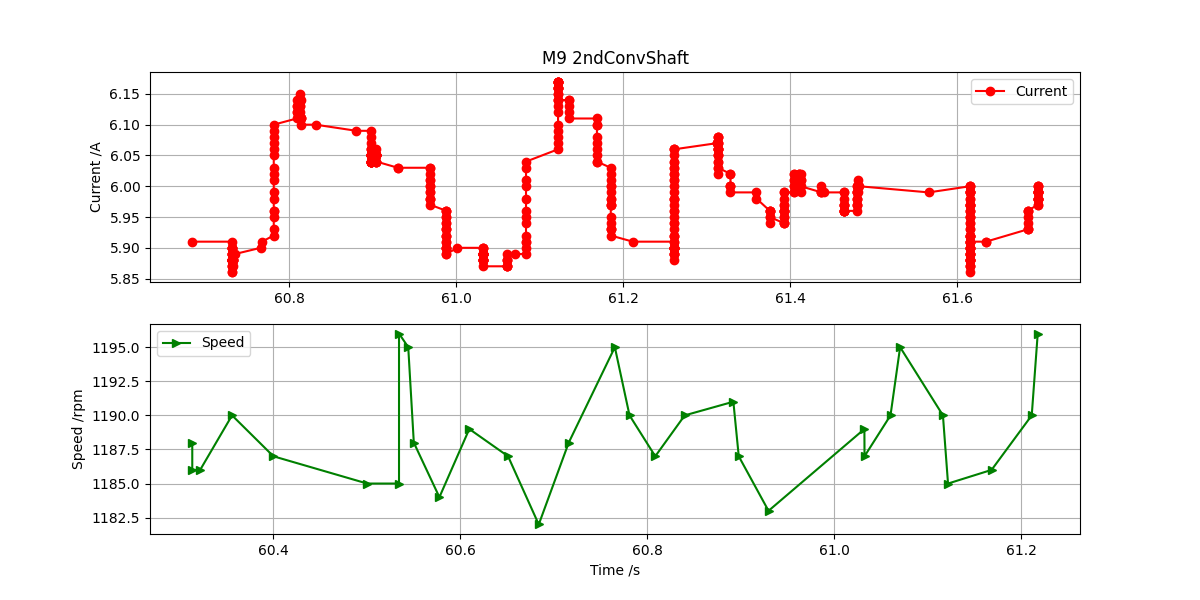 M9 2ndConvShaft
Current /A
6.15
6.10
6.05
6.00
5.95
5.90
5.85
Current
60.8 61.0 61.2 61.4 61.6
Speed /rpm
1195.0
1192.5
1190.0
1187.5
1185.0
1182.5
Speed
60.4 60.6 60.8 61.0 61.2
Time /s